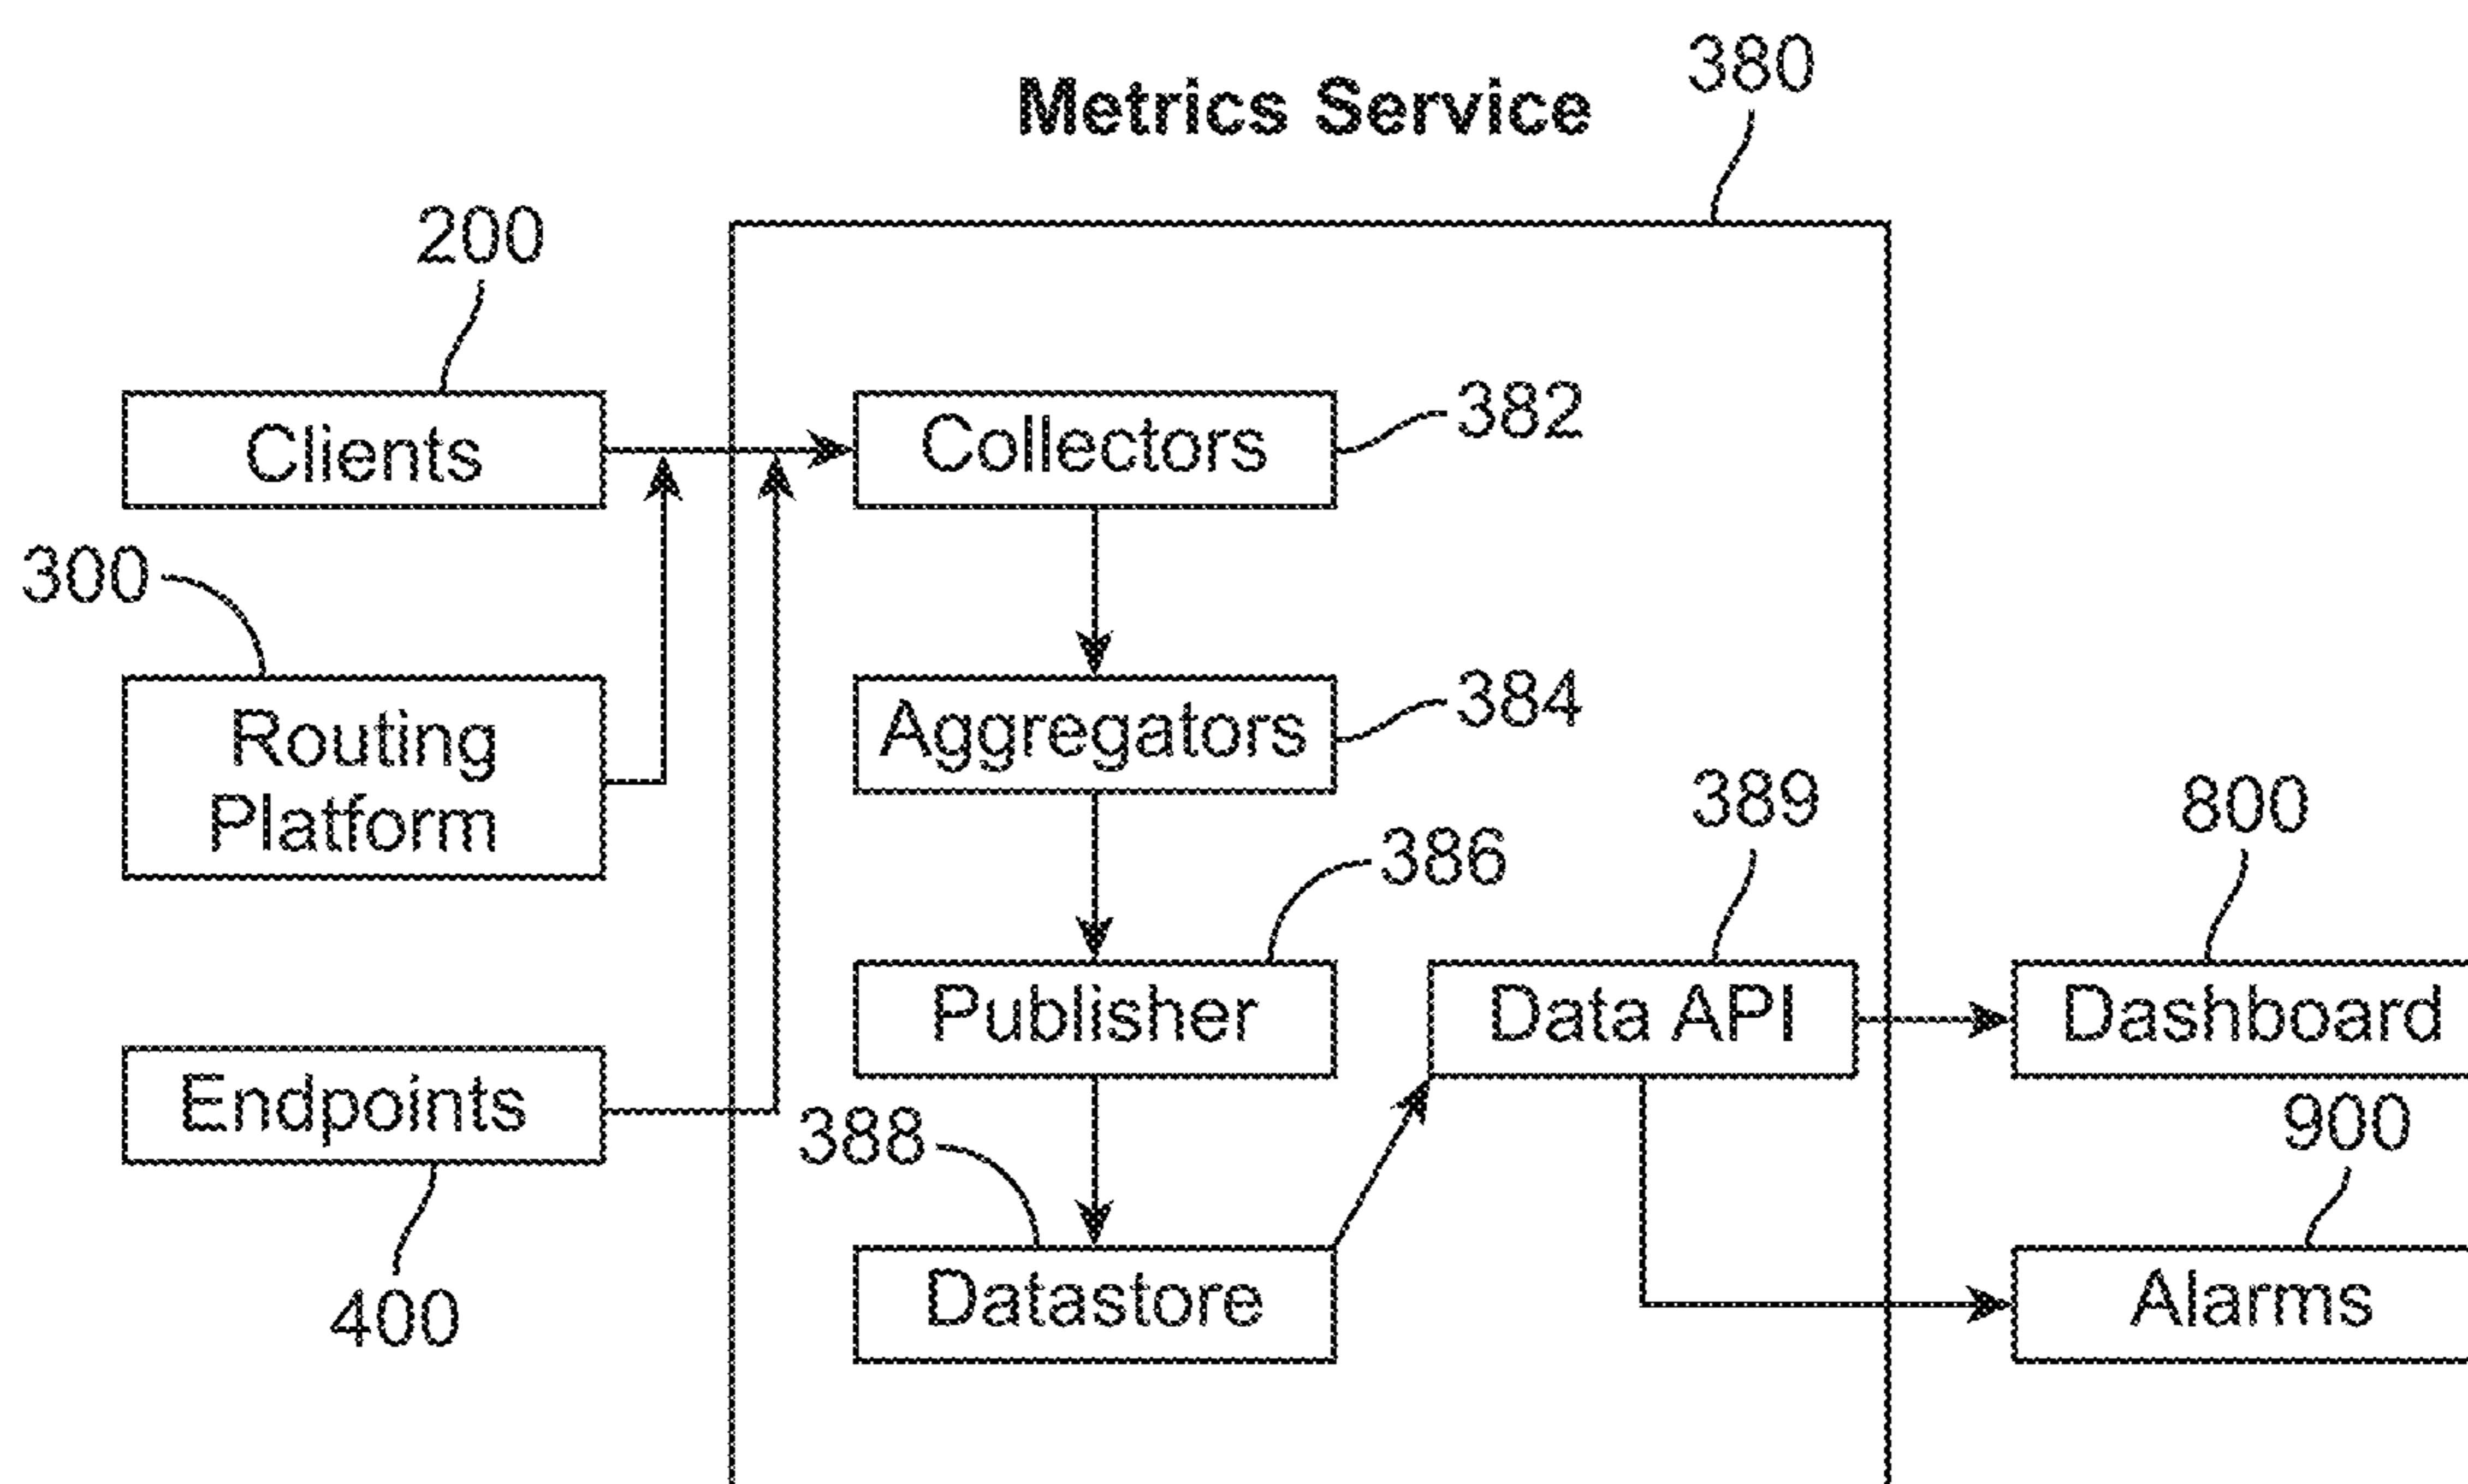 Metrics Service
380
200
Clients
Collectors
382
300
Routing
Platform
Aggregators
384
389
800
386
Publisher
Data API
Dashboard
Endpoints
388
900
400
Datastore
Alarms